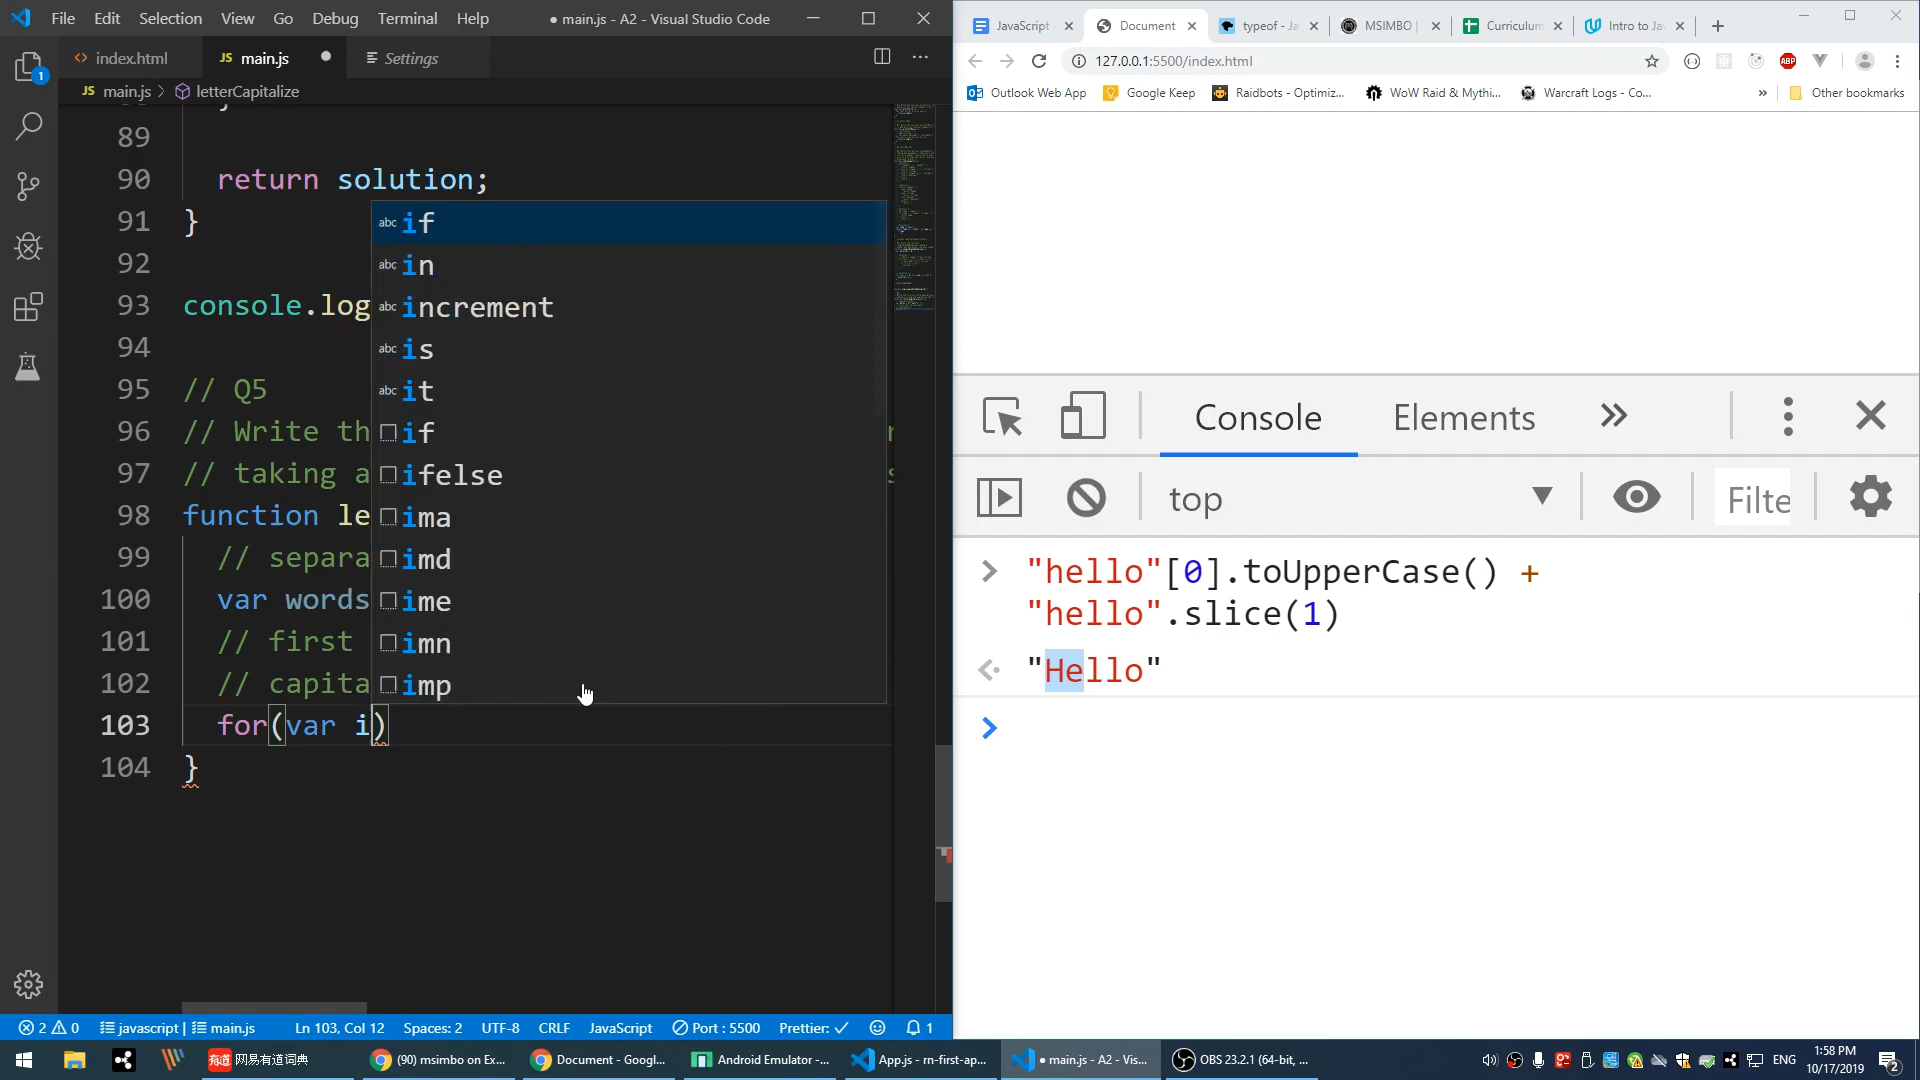 File Edit Selection View Go Debug Terminal Help
● main.js - A2 - Visual Studio Code
index.html
JS main.js
Settings
JS main.js > letterCapitalize
89
90 return solution;
91 }
92
93 console.log
94
95 // Q5
96 // Write th
97 // taking a
98 function le
99 // separa
100 var words
101 // first
102 // capita
103 for(var i)
104 }
abc if
abc in
abc increment
abc is
abc it
if
ifelse
ima
imd
ime
imn
imp
1
2 0 javascript | main.js Ln 103, Col 12 Spaces: 2 UTF-8 CRLF JavaScript Port : 5500 Prettier: ✓ 1
JavaScript
Document
typeof - Ja
MSIMBO |
Curriculum
Intro to Ja
127.0.0.1:5500/index.html
ABP
Outlook Web App Google Keep Raidbots - Optimiz... WoW Raid & Mythi... Warcraft Logs - Co... » Other bookmarks
Console Elements »
top Filte
> "hello"[0].toUpperCase() +
"hello".slice(1)
"Hello"
>
有道 网易有道词典
(90) msimbo on Ex...
Document - Googl...
Android Emulator -...
App.js - rn-first-ap...
● main.js - A2 - Vis...
OBS 23.2.1 (64-bit, ...
ENG
1:58 PM
10/17/2019
2